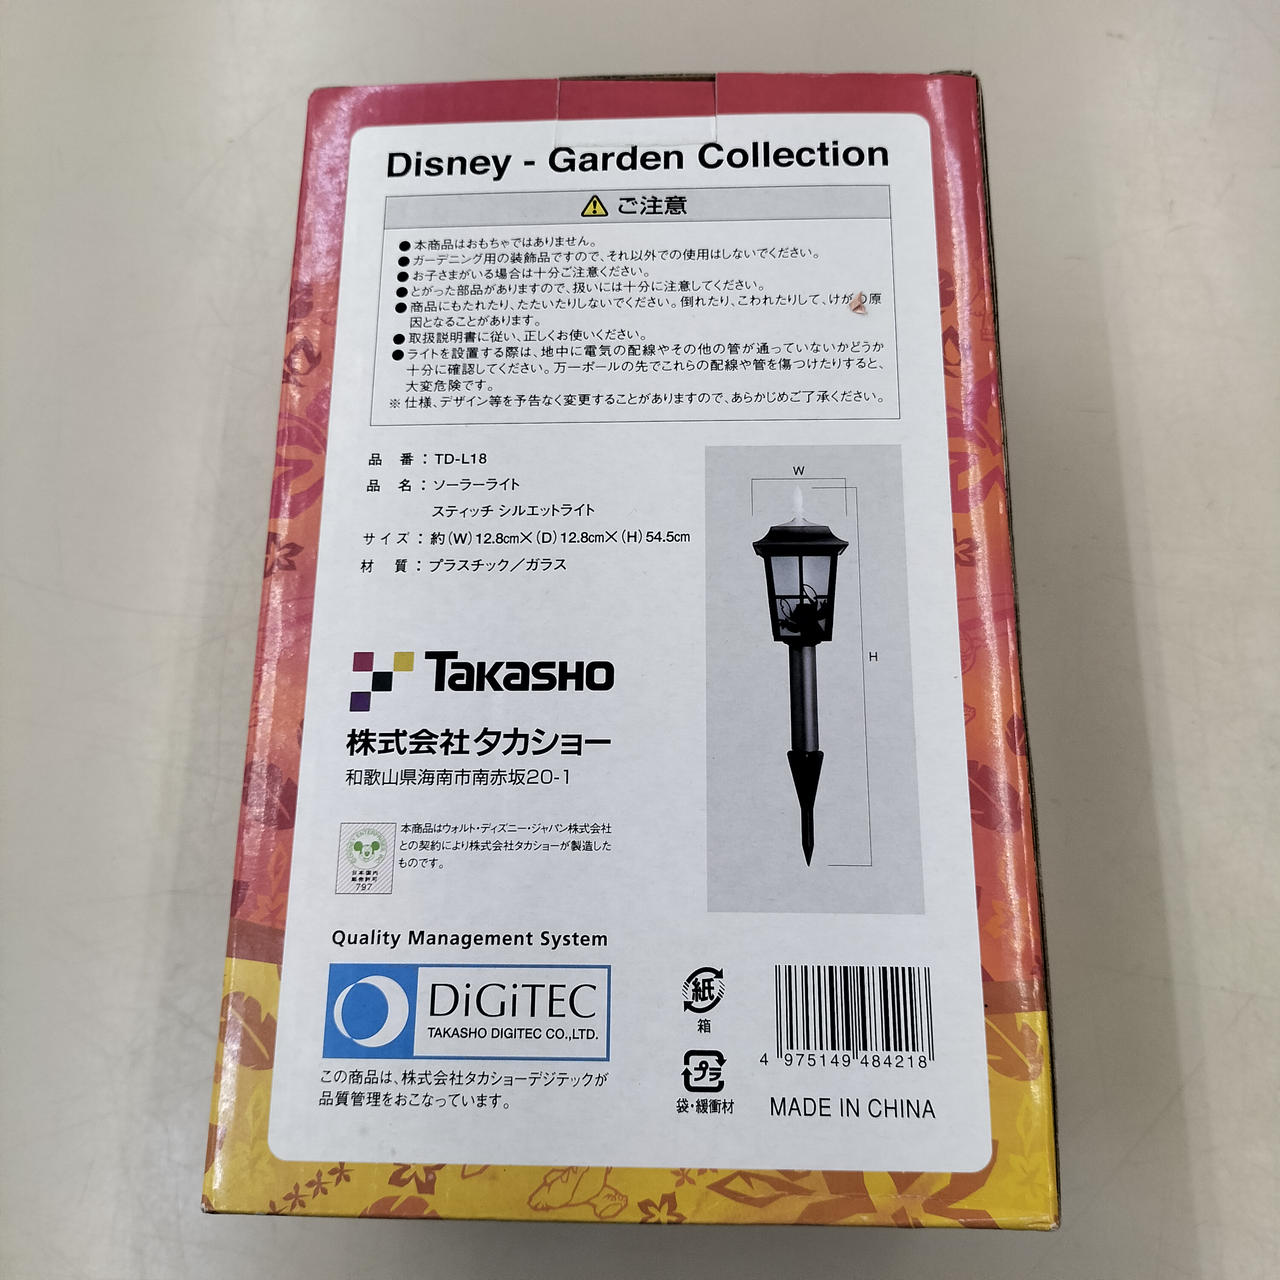 Disney - Garden Collection
ご注意
●本商品はおもちゃではありません。
●ガーデニング用の装飾品ですので、それ以外での使用はしないでください。
●お子さまがいる場合は十分ご注意ください。
●とがった部品がありますので、扱いには十分に注意してください。
●商品にもたれたり、たたいたりしないでください。倒れたり、こわれたりして、けが の原
因となることがあります。
●取扱説明書に従い、正しくお使いください。
●ライトを設置する際は、地中に電気の配線やその他の管が通っていないかどうか
十分に確認してください。万一ポールの先でこれらの配線や管を傷つけたりすると、
大変危険です。
※仕様、デザイン等を予告なく変更することがありますので、あらかじめご了承ください。
品 番 : TD-L18
品 名 : ソーラーライト
スティッチ シルエットライト
サイズ : 約(W)12.8cm×(D)12.8cm×(H)54.5cm
材 質 : プラスチック/ガラス
W
H
TAKASHO
株式会社タカショー
和歌山県海南市南赤坂20-1
本商品はウォルト・ディズニー・ジャパン株式会社
との契約により株式会社タカショーが製造した
ものです。
日本国内
797
Quality Management System
DiGiTEC
TAKASHO DIGITEC CO.,LTD.
この商品は、株式会社タカショーデジテックが
品質管理をおこなっています。
紙
箱
プラ
袋・緩衝材
4 975149 484218
MADE IN CHINA